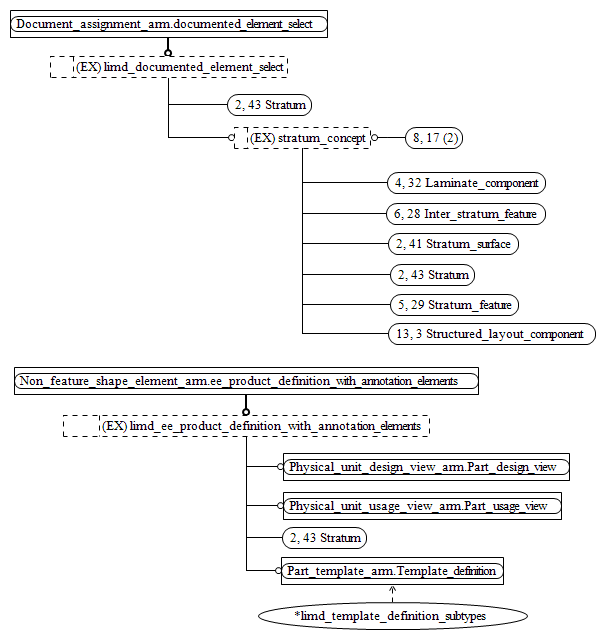 Document_assignment_arm.documented_element_select
(EX) limd_documented_element_select
2, 43 Stratum
(EX) stratum_concept
8, 17 (2)
4, 32 Laminate_component
6, 28 Inter_stratum_feature
2, 41 Stratum_surface
2, 43 Stratum
5, 29 Stratum_feature
13, 3 Structured_layout_component
Non_feature_shape_element_arm.ee_product_definition_with_annotation_elements
(EX) limd_ee_product_definition_with_annotation_elements
Physical_unit_design_view_arm.Part_design_view
Physical_unit_usage_view_arm.Part_usage_view
2, 43 Stratum
Part_template_arm.Template_definition
*limd_template_definition_subtypes